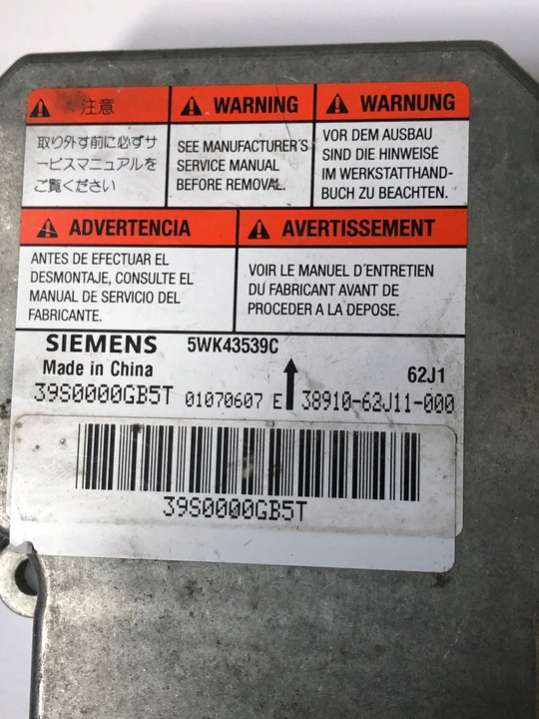 注意
取り外す前に必ずサ
ービスマニュアルを
ご覧ください
WARNING
SEE MANUFACTURER'S
SERVICE MANUAL
BEFORE REMOVAL.
WARNUNG
VOR DEM AUSBAU
SIND DIE HINWEISE
IM WERKSTATTHAND-
BUCH ZU BEACHTEN.
ADVERTENCIA
ANTES DE EFECTUAR EL
DESMONTAJE, CONSULTE EL
MANUAL DE SERVICIO DEL
FABRICANTE.
AVERTISSEMENT
VOIR LE MANUEL D'ENTRETIEN
DU FABRICANT AVANT DE
PROCEDER A LA DEPOSE.
SIEMENS 5WK43539C
Made in China 62J1
39S0000GB5T 01070607 E 38910-62J11-000
39S0000GB5T